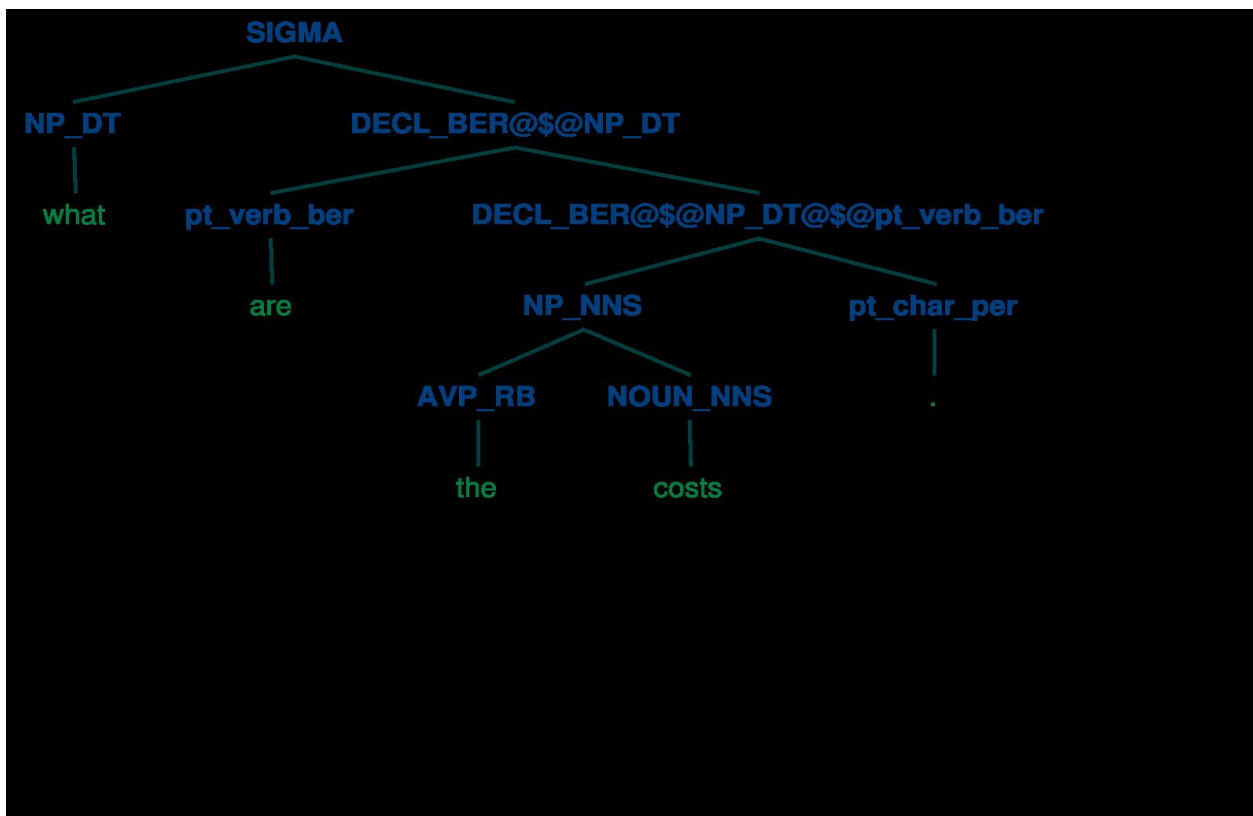 SIGMA
NP_DT DECL_BER@$@NP_DT
what pt_verb_ber DECL_BER@$@NP_DT@$@pt_verb_ber
are NP_NNS pt_char_per
AVP_RB NOUN_NNS .
the costs